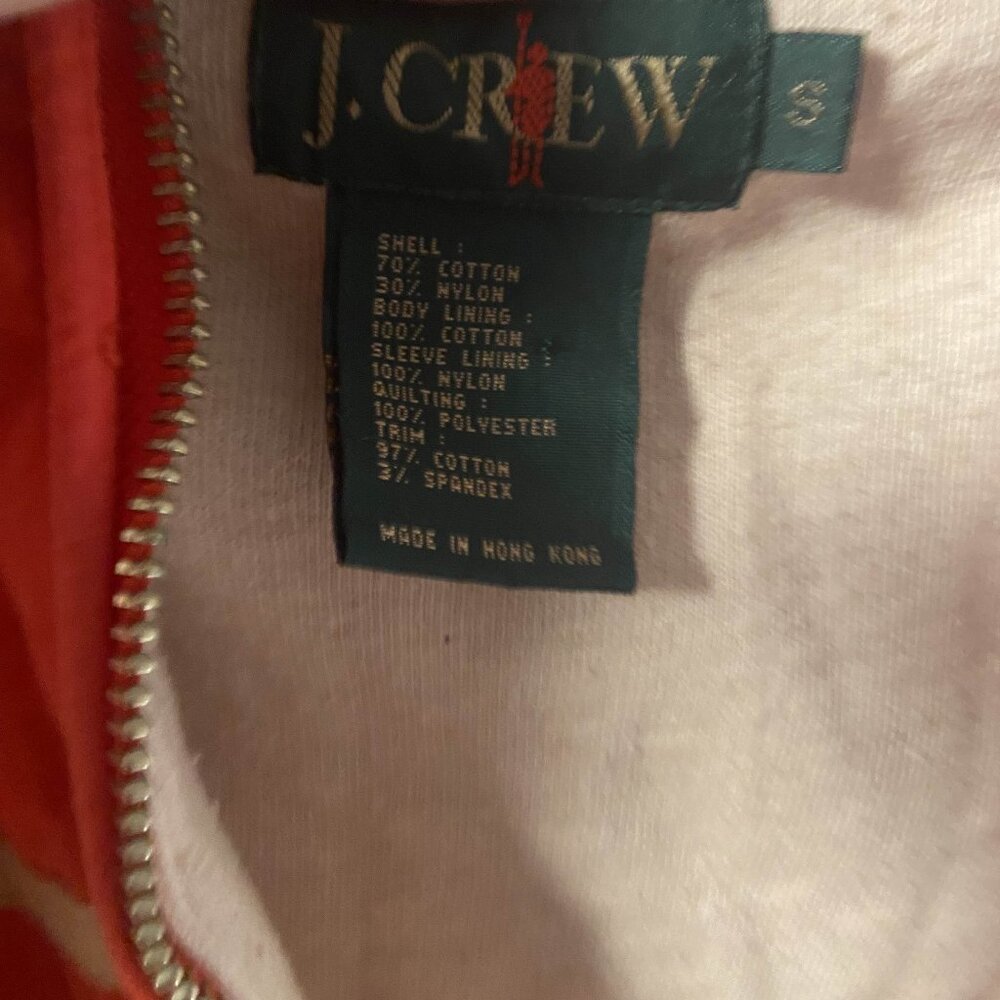 J. CREW
S
SHELL :
70% COTTON
30% NYLON
BODY LINING :
100% COTTON
SLEEVE LINING :
100% NYLON
QUILTING :
100% POLYESTER
TRIM :
97% COTTON
3% SPANDEX
MADE IN HONG KONG